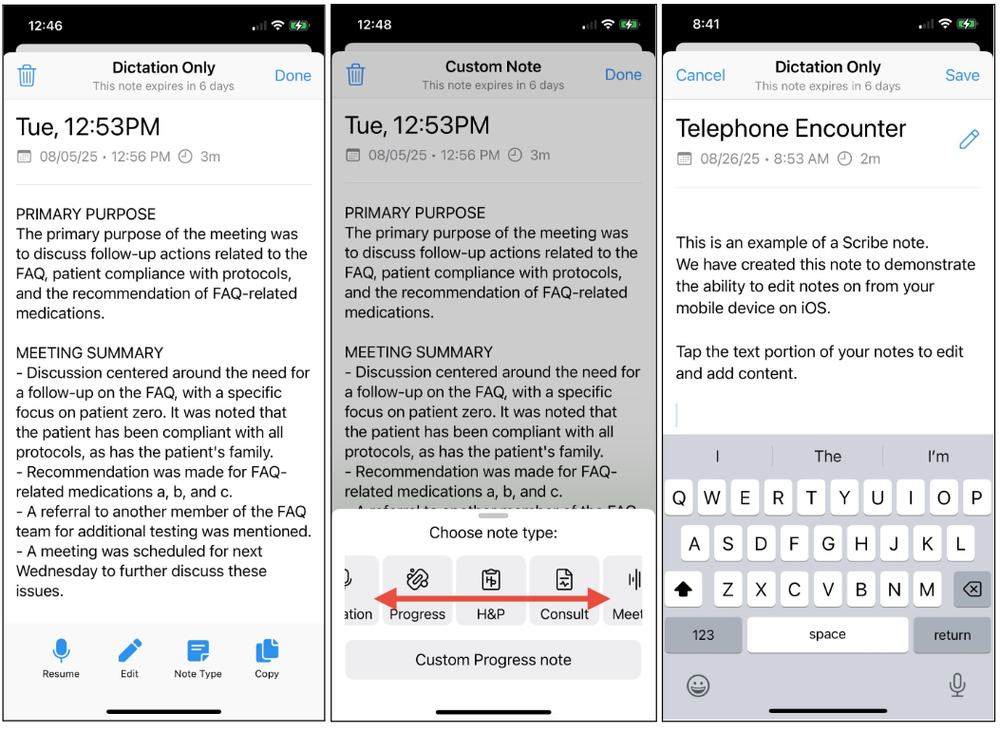 12:46
Dictation Only
This note expires in 6 days
Done
Tue, 12:53PM
08/05/25 • 12:56 PM 3m
PRIMARY PURPOSE
The primary purpose of the meeting was
to discuss follow-up actions related to the
FAQ, patient compliance with protocols,
and the recommendation of FAQ-related
medications.
MEETING SUMMARY
- Discussion centered around the need for
a follow-up on the FAQ, with a specific
focus on patient zero. It was noted that
the patient has been compliant with all
protocols, as has the patient's family.
- Recommendation was made for FAQ-
related medications a, b, and c.
- A referral to another member of the FAQ
team for additional testing was mentioned.
- A meeting was scheduled for next
Wednesday to further discuss these
issues.
Resume Edit Note Type Copy
12:48
Custom Note
This note expires in 6 days
Done
Tue, 12:53PM
08/05/25 • 12:56 PM 3m
PRIMARY PURPOSE
The primary purpose of the meeting was
to discuss follow-up actions related to the
FAQ, patient compliance with protocols,
and the recommendation of FAQ-related
medications.
MEETING SUMMARY
- Discussion centered around the need for
a follow-up on the FAQ, with a specific
focus on patient zero. It was noted that
the patient has been compliant with all
protocols, as has the patient's family.
- Recommendation was made for FAQ-
related medications a, b, and c.
- A referral to another member of the FAQ
Choose note type:
ation Progress H&P Consult Meet
Custom Progress note
8:41
Cancel
Dictation Only
This note expires in 6 days
Save
Telephone Encounter
08/26/25 • 8:53 AM 2m
This is an example of a Scribe note.
We have created this note to demonstrate
the ability to edit notes on from your
mobile device on iOS.
Tap the text portion of your notes to edit
and add content.
I The I'm
Q W E R T Y U I O P
A S D F G H J K L
Z X C V B N M
123 space return